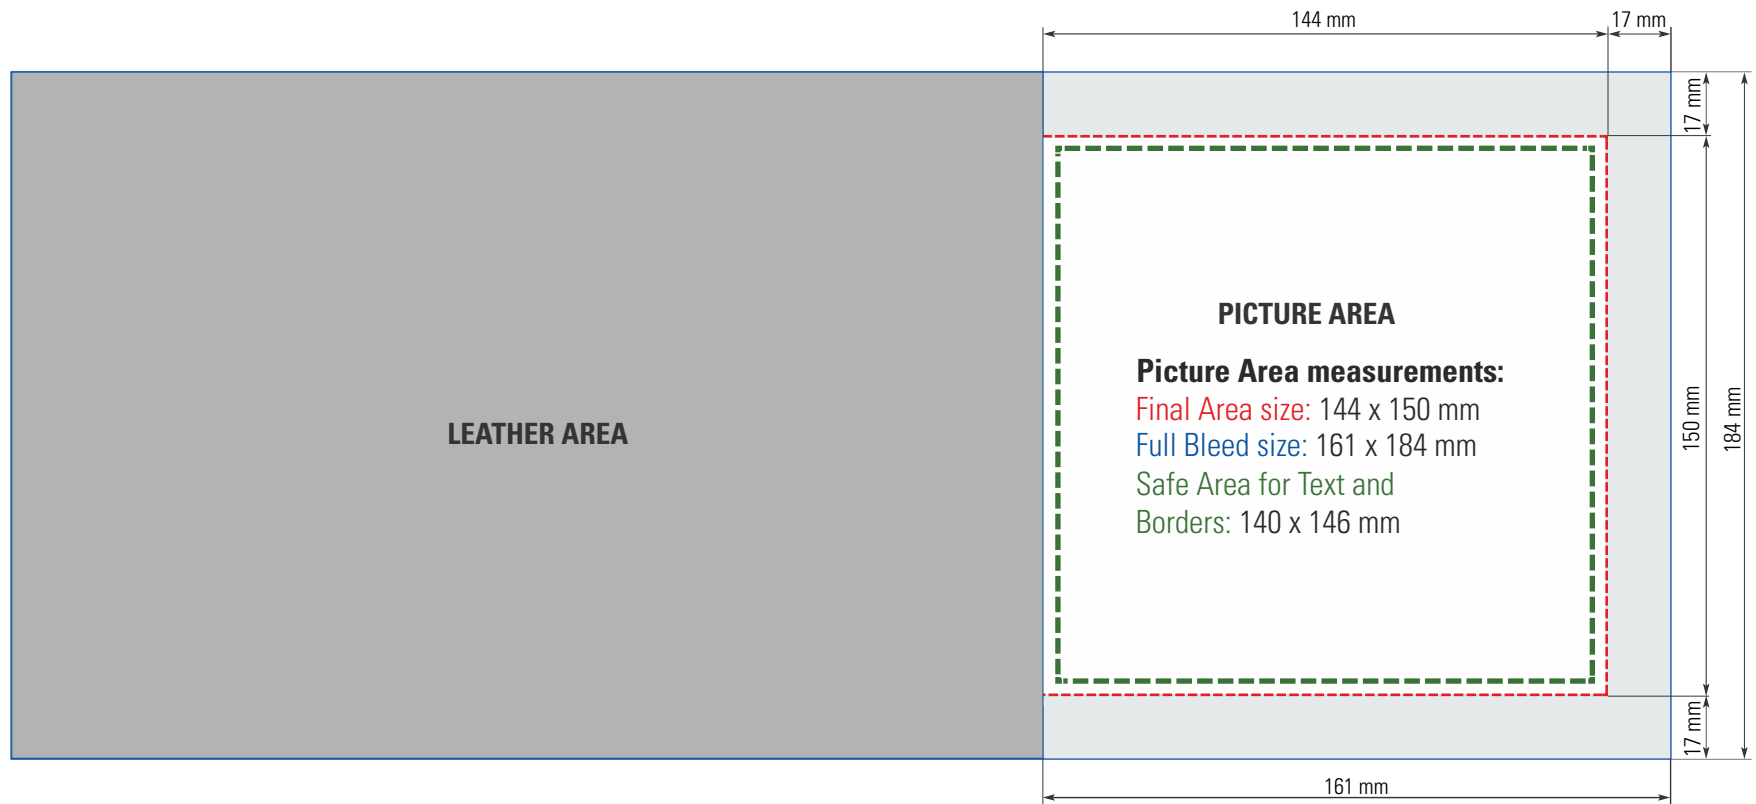 144 mm
17 mm
17 mm
PICTURE AREA
Picture Area measurements:
Final Area size: 144 x 150 mm
Full Bleed size: 161 x 184 mm
Safe Area for Text and
Borders: 140 x 146 mm
LEATHER AREA
150 mm
184 mm
17 mm
161 mm